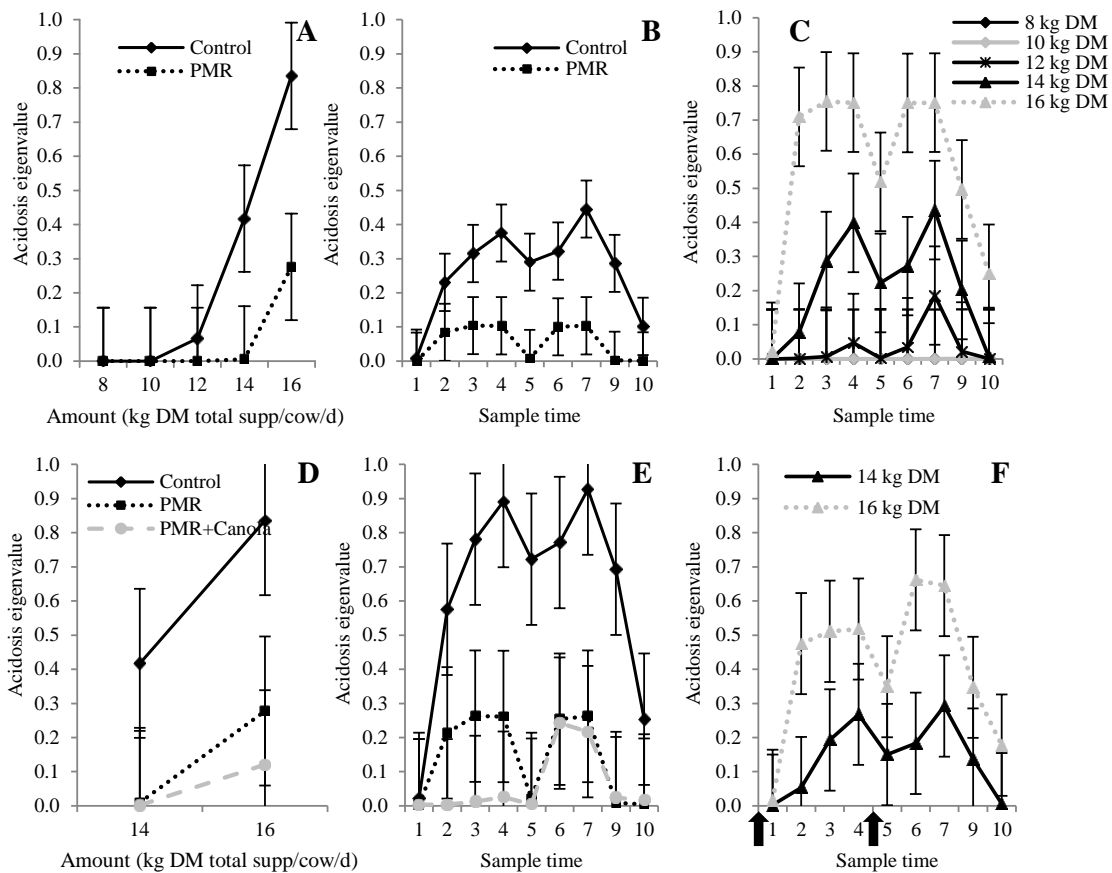 A
Control
PMR
Acidosis eigenvalue
1.0
0.9
0.8
0.7
0.6
0.5
0.4
0.3
0.2
0.1
0.0
8 10 12 14 16
Amount (kg DM total supp/cow/d)
B
Control
PMR
Acidosis eigenvalue
1.0
0.9
0.8
0.7
0.6
0.5
0.4
0.3
0.2
0.1
0.0
1 2 3 4 5 6 7 9 10
Sample time
C
8 kg DM
10 kg DM
12 kg DM
14 kg DM
16 kg DM
Acidosis eigenvalue
1.0
0.9
0.8
0.7
0.6
0.5
0.4
0.3
0.2
0.1
0.0
1 2 3 4 5 6 7 9 10
Sample time
D
Control
PMR
PMR+Canola
Acidosis eigenvalue
1.0
0.9
0.8
0.7
0.6
0.5
0.4
0.3
0.2
0.1
0.0
14 16
Amount (kg DM total supp/cow/d)
E
Acidosis eigenvalue
1.0
0.9
0.8
0.7
0.6
0.5
0.4
0.3
0.2
0.1
0.0
1 2 3 4 5 6 7 9 10
Sample time
F
14 kg DM
16 kg DM
Acidosis eigenvalue
1.0
0.9
0.8
0.7
0.6
0.5
0.4
0.3
0.2
0.1
0.0
1 2 3 4 5 6 7 9 10
Sample time